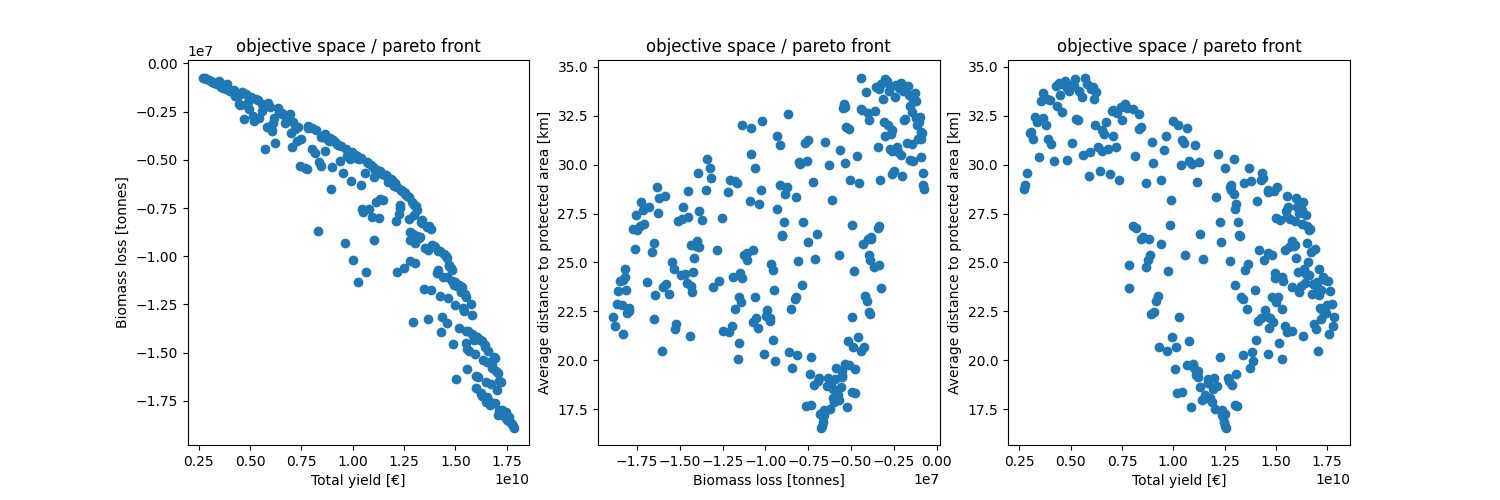 objective space / pareto front
1e7
0.00
−0.25
−0.50
−0.75
−1.00
−1.25
−1.50
−1.75
Biomass loss [tonnes]
0.25 0.50 0.75 1.00 1.25 1.50 1.75
Total yield [€]
1e10
objective space / pareto front
35.0
32.5
30.0
27.5
25.0
22.5
20.0
17.5
Average distance to protected area [km]
−1.75 −1.50 −1.25 −1.00 −0.75 −0.50 −0.25 0.00
Biomass loss [tonnes]
1e7
objective space / pareto front
35.0
32.5
30.0
27.5
25.0
22.5
20.0
17.5
Average distance to protected area [km]
0.25 0.50 0.75 1.00 1.25 1.50 1.75
Total yield [€]
1e10